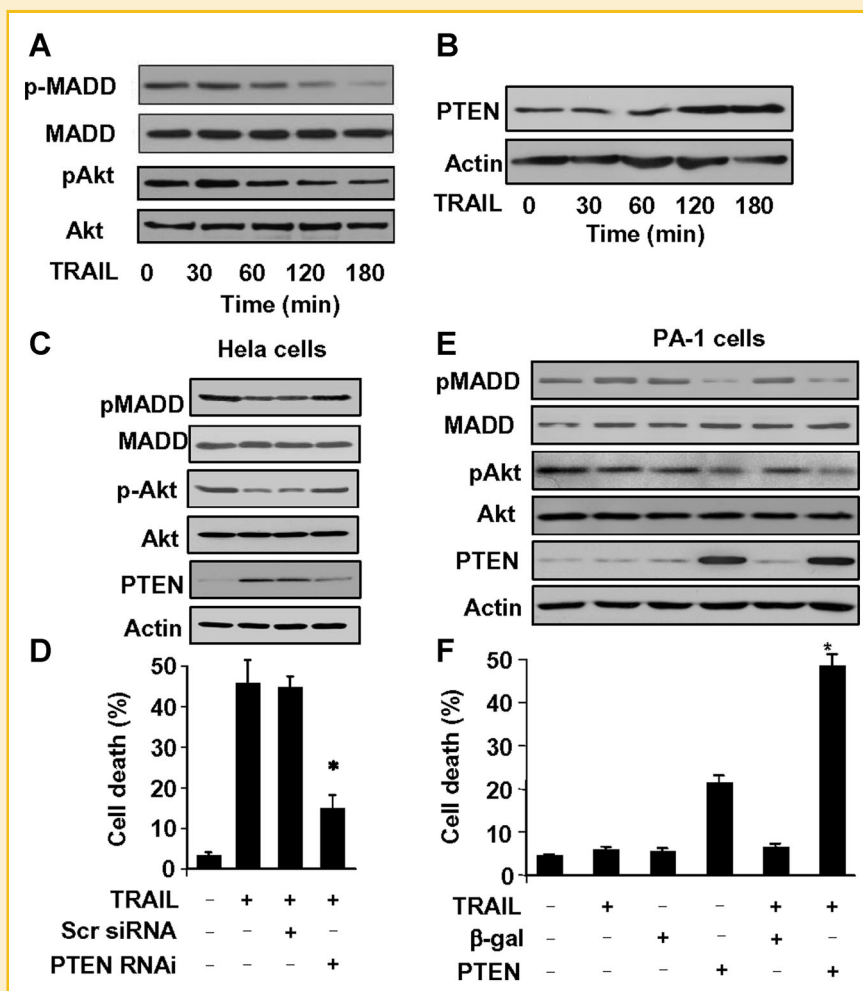 A
p-MADD
MADD
pAkt
Akt
TRAIL 0 30 60 120 180
Time (min)
B
PTEN
Actin
TRAIL 0 30 60 120 180
Time (min)
C
Hela cells
pMADD
MADD
p-Akt
Akt
PTEN
Actin
D
Cell death (%)
50
40
30
20
10
0
*
TRAIL – + + +
Scr siRNA – – + –
PTEN RNAi – – – +
E
PA-1 cells
pMADD
MADD
pAkt
Akt
PTEN
Actin
F
Cell death (%)
50
40
30
20
10
0
*
TRAIL – + – – + +
β-gal – – + – + –
PTEN – – – + – +